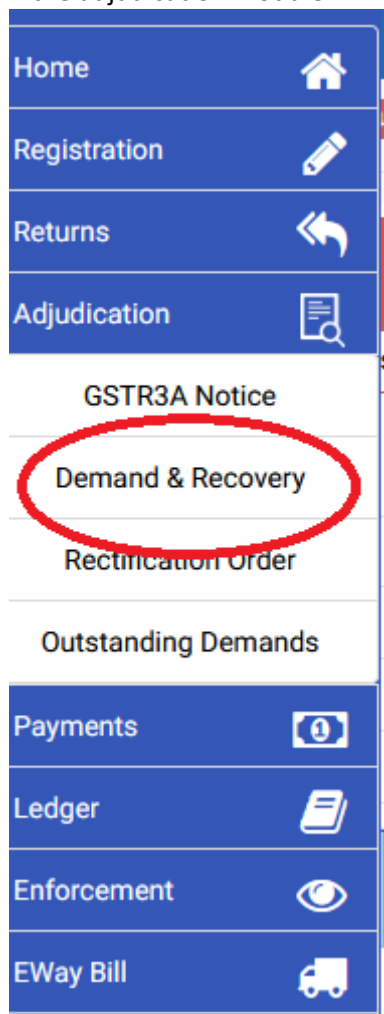 Home
Registration
Returns
Adjudication
GSTR3A Notice
Demand & Recovery
Rectification Order
Outstanding Demands
Payments
Ledger
Enforcement
EWay Bill